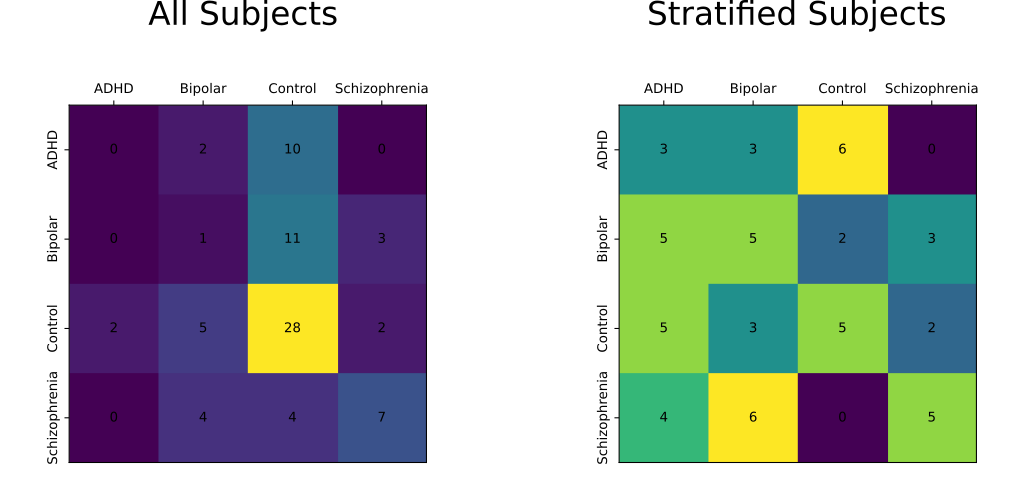 All Subjects
ADHD Bipolar Control Schizophrenia
ADHD 0 2 10 0
Bipolar 0 1 11 3
Control 2 5 28 2
Schizophrenia 0 4 4 7
Stratified Subjects
ADHD Bipolar Control Schizophrenia
ADHD 3 3 6 0
Bipolar 5 5 2 3
Control 5 3 5 2
Schizophrenia 4 6 0 5